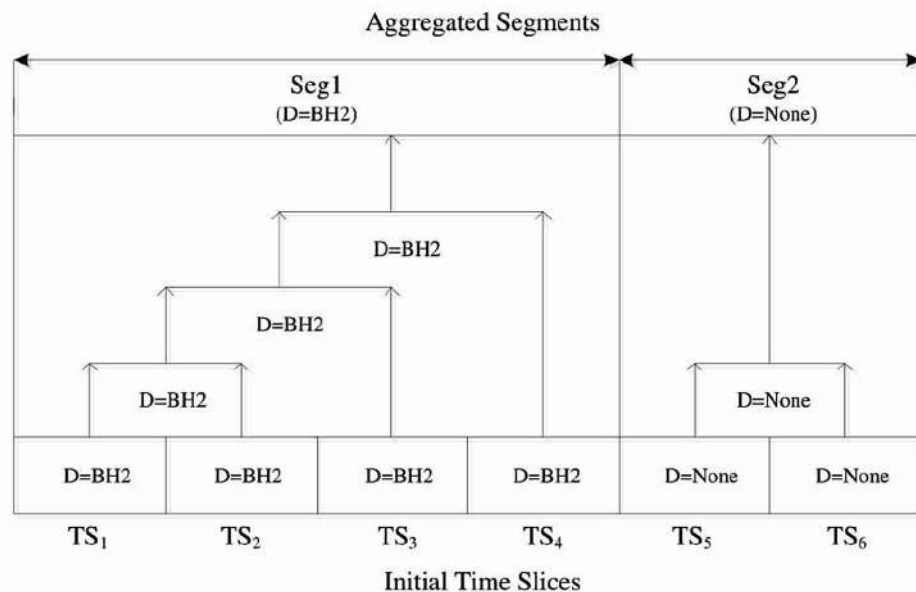 Aggregated Segments
Seg1
(D=BH2)
Seg2
(D=None)
D=BH2
D=BH2
D=BH2
D=None
D=BH2
D=BH2
D=BH2
D=BH2
D=None
D=None
TS₁
TS₂
TS₃
TS₄
TS₅
TS₆
Initial Time Slices